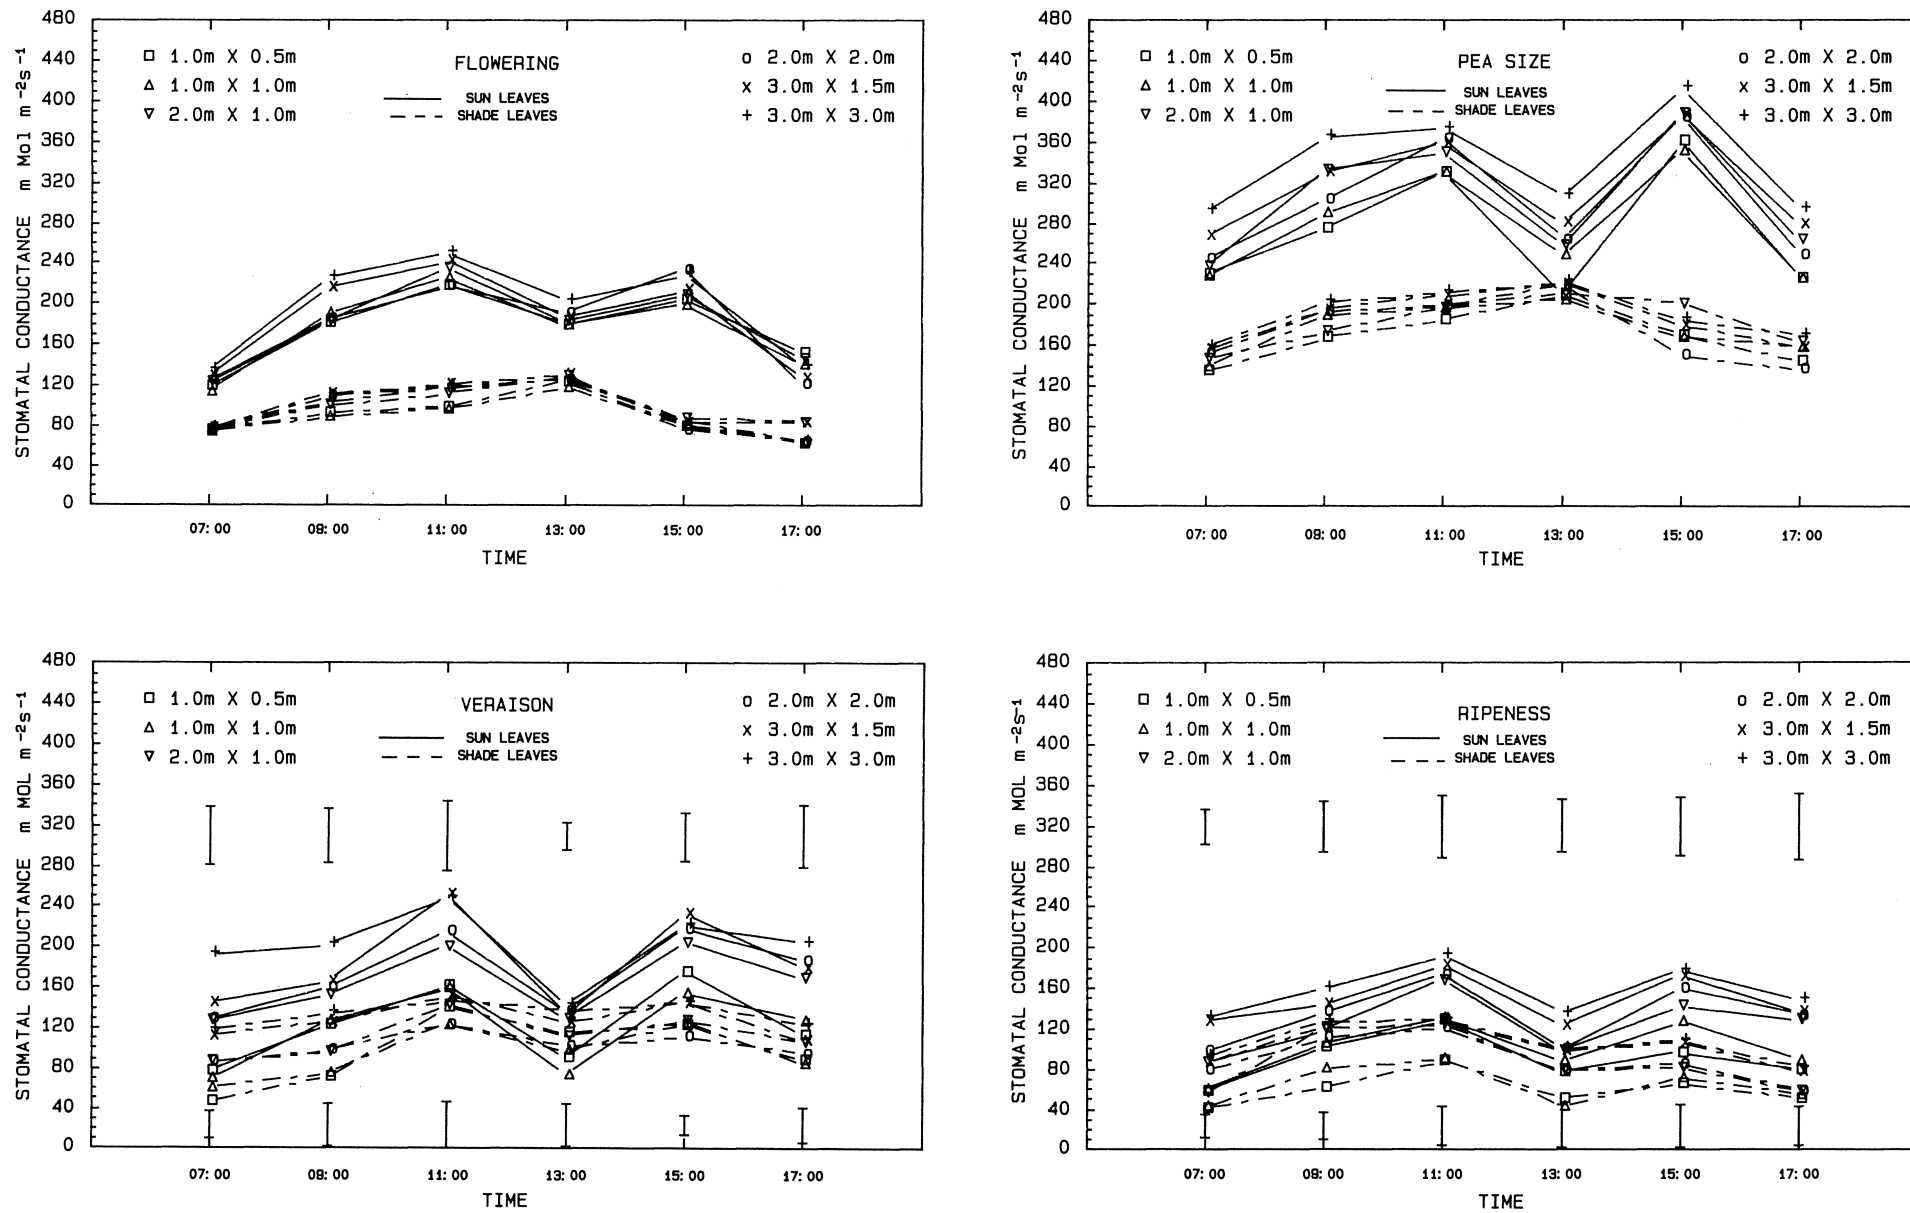 FLOWERING
STOMATAL CONDUCTANCE m Mol m⁻²s⁻¹
480
440
400
360
320
280
240
200
160
120
80
40
0
□ 1.0m X 0.5m
△ 1.0m X 1.0m
▽ 2.0m X 1.0m
SUN LEAVES
SHADE LEAVES
o 2.0m X 2.0m
x 3.0m X 1.5m
+ 3.0m X 3.0m
07:00 09:00 11:00 13:00 15:00 17:00
TIME
PEA SIZE
STOMATAL CONDUCTANCE m Mol m⁻²s⁻¹
480
440
400
360
320
280
240
200
160
120
80
40
0
□ 1.0m X 0.5m
△ 1.0m X 1.0m
▽ 2.0m X 1.0m
SUN LEAVES
SHADE LEAVES
o 2.0m X 2.0m
x 3.0m X 1.5m
+ 3.0m X 3.0m
07:00 09:00 11:00 13:00 15:00 17:00
TIME
VERAISON
STOMATAL CONDUCTANCE m MOL m⁻²s⁻¹
480
440
400
360
320
280
240
200
160
120
80
40
0
□ 1.0m X 0.5m
△ 1.0m X 1.0m
▽ 2.0m X 1.0m
SUN LEAVES
SHADE LEAVES
o 2.0m X 2.0m
x 3.0m X 1.5m
+ 3.0m X 3.0m
07:00 09:00 11:00 13:00 15:00 17:00
TIME
RIPENESS
STOMATAL CONDUCTANCE m MOL m⁻²s⁻¹
480
440
400
360
320
280
240
200
160
120
80
40
0
□ 1.0m X 0.5m
△ 1.0m X 1.0m
▽ 2.0m X 1.0m
SUN LEAVES
SHADE LEAVES
o 2.0m X 2.0m
x 3.0m X 1.5m
+ 3.0m X 3.0m
07:00 09:00 11:00 13:00 15:00 17:00
TIME